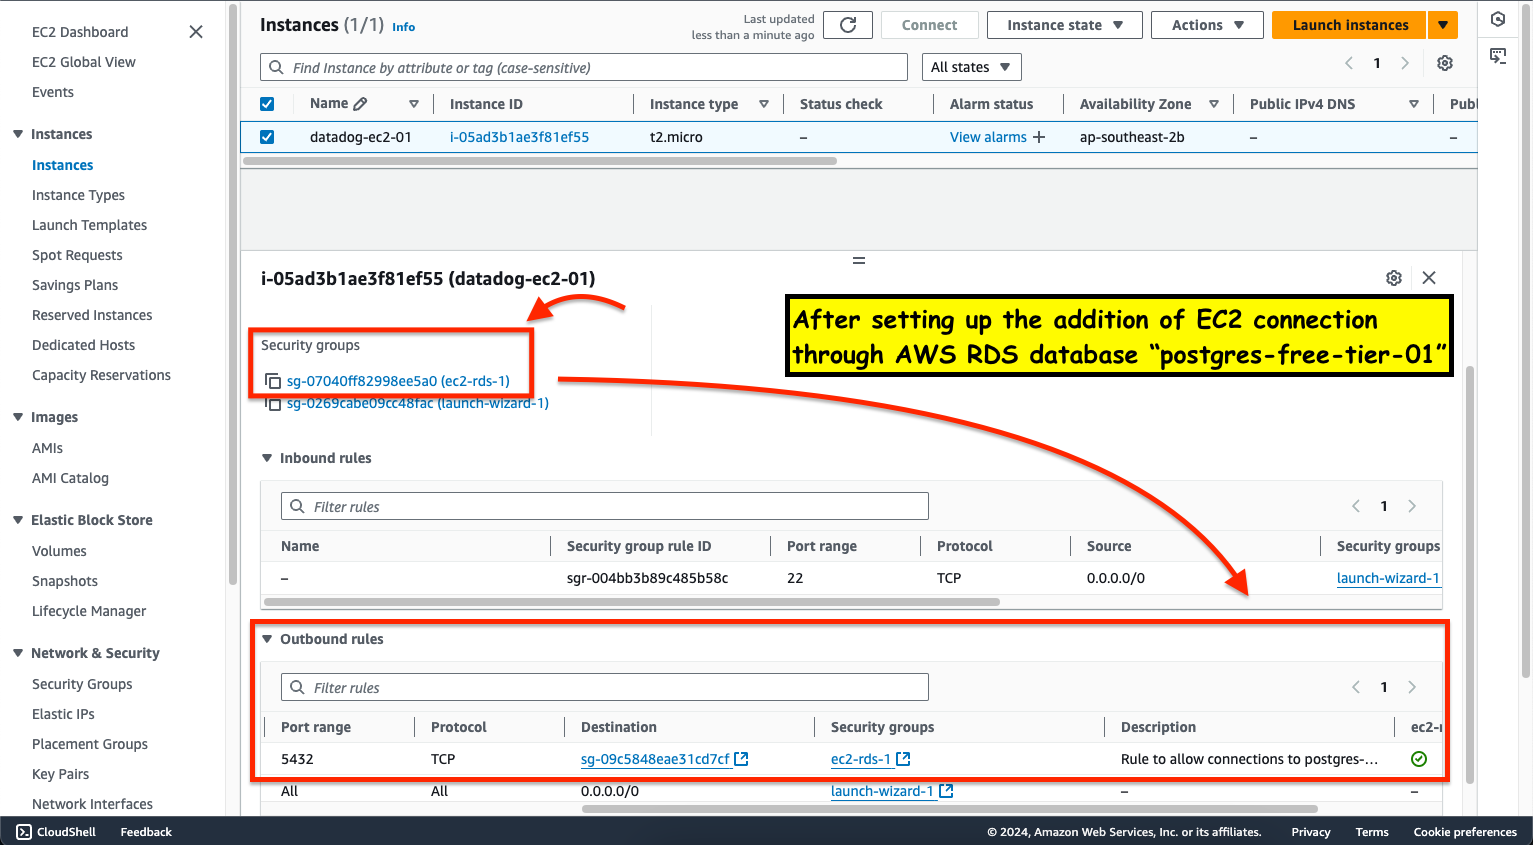 EC2 Dashboard
EC2 Global View
Events
Instances
Instances
Instance Types
Launch Templates
Spot Requests
Savings Plans
Reserved Instances
Dedicated Hosts
Capacity Reservations
Images
AMIs
AMI Catalog
Elastic Block Store
Volumes
Snapshots
Lifecycle Manager
Network & Security
Security Groups
Elastic IPs
Placement Groups
Key Pairs
Network Interfaces
Instances (1/1) Info
Last updated
less than a minute ago
Connect Instance state Actions Launch instances
Find Instance by attribute or tag (case-sensitive) All states 1
Name Instance ID Instance type Status check Alarm status Availability Zone Public IPv4 DNS Publ
datadog-ec2-01 i-05ad3b1ae3f81ef55 t2.micro – View alarms + ap-southeast-2b – –
i-05ad3b1ae3f81ef55 (datadog-ec2-01)
After setting up the addition of EC2 connection
through AWS RDS database “postgres-free-tier-01”
Security groups
sg-07040ff82998ee5a0 (ec2-rds-1)
sg-0269cabe09cc48fac (launch-wizard-1)
Inbound rules
Filter rules 1
Name Security group rule ID Port range Protocol Source Security groups
– sgr-004bb3b89c485b58c 22 TCP 0.0.0.0/0 launch-wizard-1
Outbound rules
Filter rules 1
Port range Protocol Destination Security groups Description ec2-r
5432 TCP sg-09c5848eae31cd7cf ec2-rds-1 Rule to allow connections to postgres-...
All All 0.0.0.0/0 launch-wizard-1 – –
CloudShell Feedback © 2024, Amazon Web Services, Inc. or its affiliates. Privacy Terms Cookie preferences